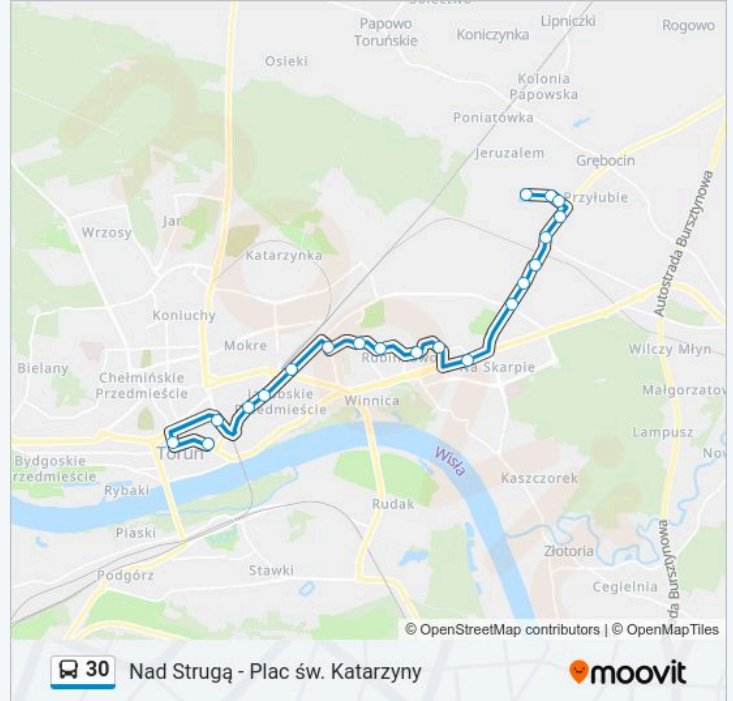 Papowo
Toruńskie
Koniczynka
Lipniczki
Rogowo
Osieki
Kolonia
Papowska
Poniatówka
Jeruzalem
Grębocin
Przyłubie
Jar
Wrzosy
Katarzynka
Autostrada Bursztynowa
Koniuchy
Mokre
Rubinkowo
Na Skarpie
Wilczy Młyn
Bielany
Chełmińskie
Przedmieście
Jakubskie
Przedmieście
Winnica
Małgorzatowo
Lampusz
Toruń
Bydgoskie
Przedmieście
Wisła
Kaszczorek
Rybaki
Rudak
Piaski
Złotoria
Podgórz
Stawki
Cegielnia
© OpenStreetMap contributors | © OpenMapTiles
30 Nad Strugą - Plac św. Katarzyny
moovit